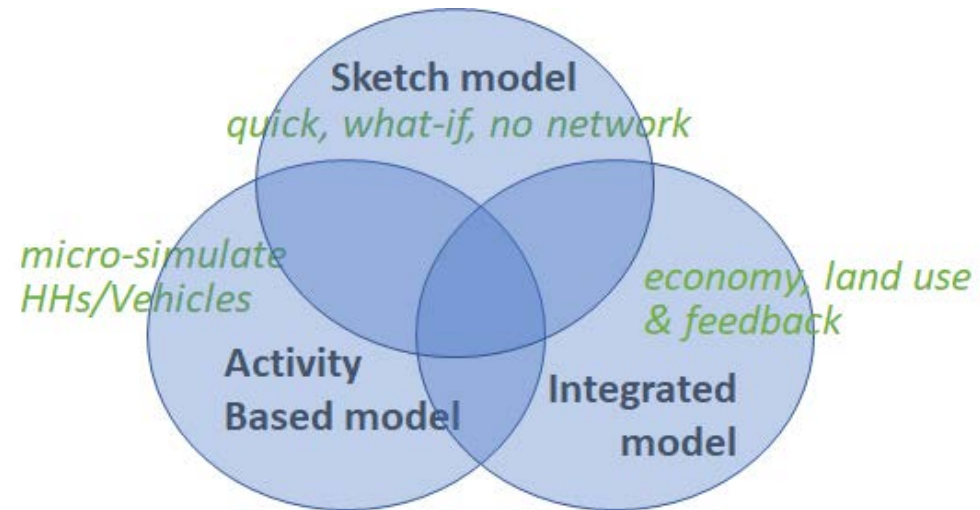 Sketch model
quick, what-if, no network
micro-simulate
HHs/Vehicles
economy, land use
& feedback
Activity
Based model
Integrated
model